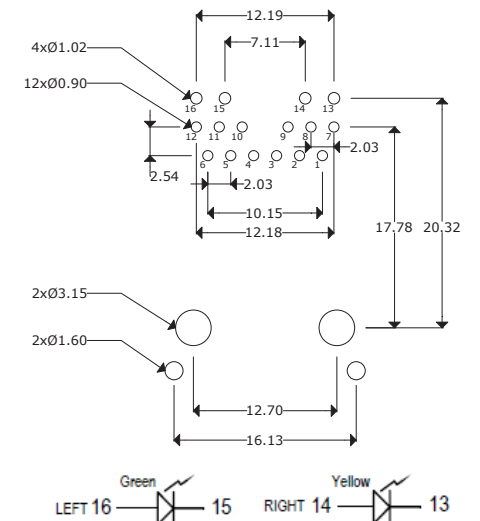 12.19
7.11
4xØ1.02
12xØ0.90
16 15 14 13
12 11 10 9 8 7
2.03
2.54
6 5 4 3 2 1
2.03
10.15
12.18
17.78 20.32
2xØ3.15
2xØ1.60
12.70
16.13
Green Yellow
LEFT 16 15 RIGHT 14 13